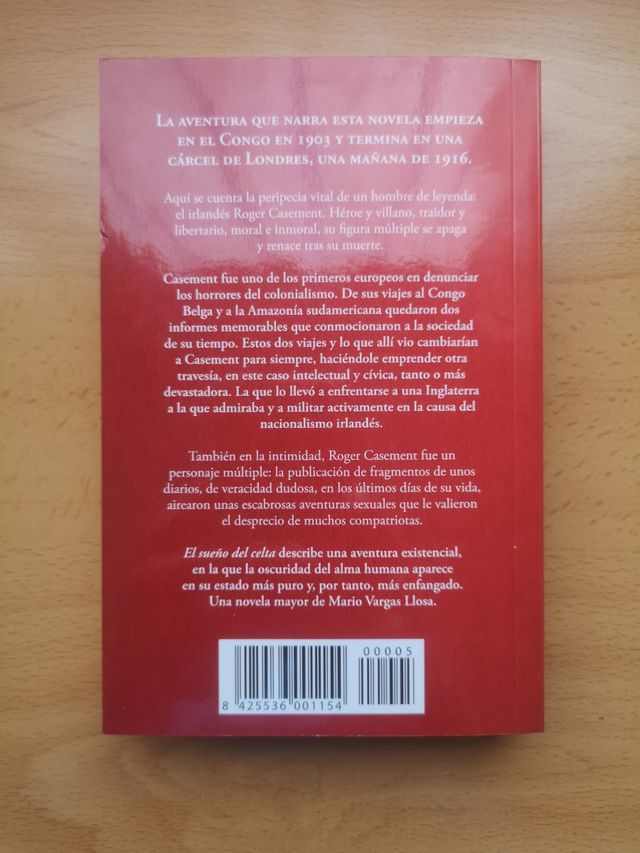 La aventura que narra esta novela empieza
en el Congo en 1903 y termina en una
cárcel de Londres, una mañana de 1916.
Aquí se cuenta la peripecia vital de un hombre de leyenda:
el irlandés Roger Casement. Héroe y villano, traidor y
libertario, moral e inmoral, su figura múltiple se apaga
y renace tras su muerte.
Casement fue uno de los primeros europeos en denunciar
los horrores del colonialismo. De sus viajes al Congo
Belga y a la Amazonía sudamericana quedaron dos
informes memorables que conmocionaron a la sociedad
de su tiempo. Estos dos viajes y lo que allí vio cambiarían
a Casement para siempre, haciéndole emprender otra
travesía, en este caso intelectual y cívica, tanto o más
devastadora. La que lo llevó a enfrentarse a una Inglaterra
a la que admiraba y a militar activamente en la causa del
nacionalismo irlandés.
También en la intimidad, Roger Casement fue un
personaje múltiple: la publicación de fragmentos de unos
diarios, de veracidad dudosa, en los últimos días de su vida,
airearon unas escabrosas aventuras sexuales que le valieron
el desprecio de muchos compatriotas.
El sueño del celta describe una aventura existencial,
en la que la oscuridad del alma humana aparece
en su estado más puro y, por tanto, más enfangado.
Una novela mayor de Mario Vargas Llosa.
00005
8 425536 001154